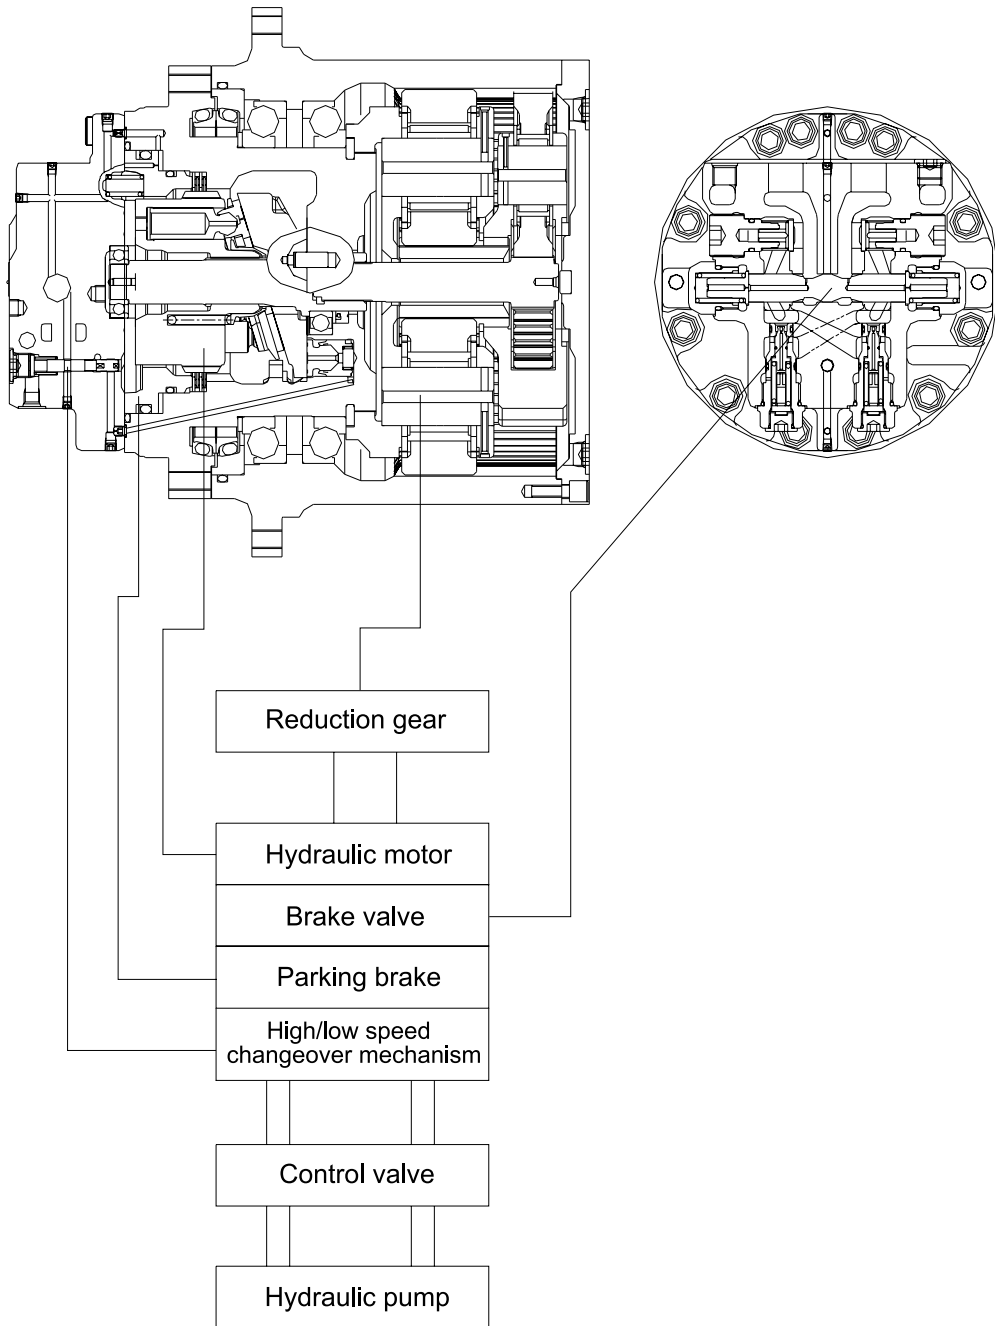 Reduction gear
Hydraulic motor
Brake valve
Parking brake
High/low speed
changeover mechanism
Control valve
Hydraulic pump